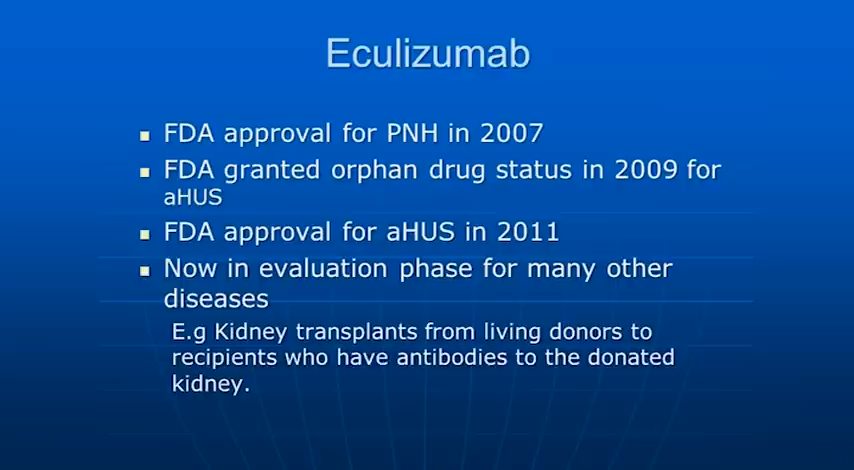 Eculizumab
FDA approval for PNH in 2007
FDA granted orphan drug status in 2009 for
aHUS
FDA approval for aHUS in 2011
Now in evaluation phase for many other
diseases
E.g Kidney transplants from living donors to
recipients who have antibodies to the donated
kidney.